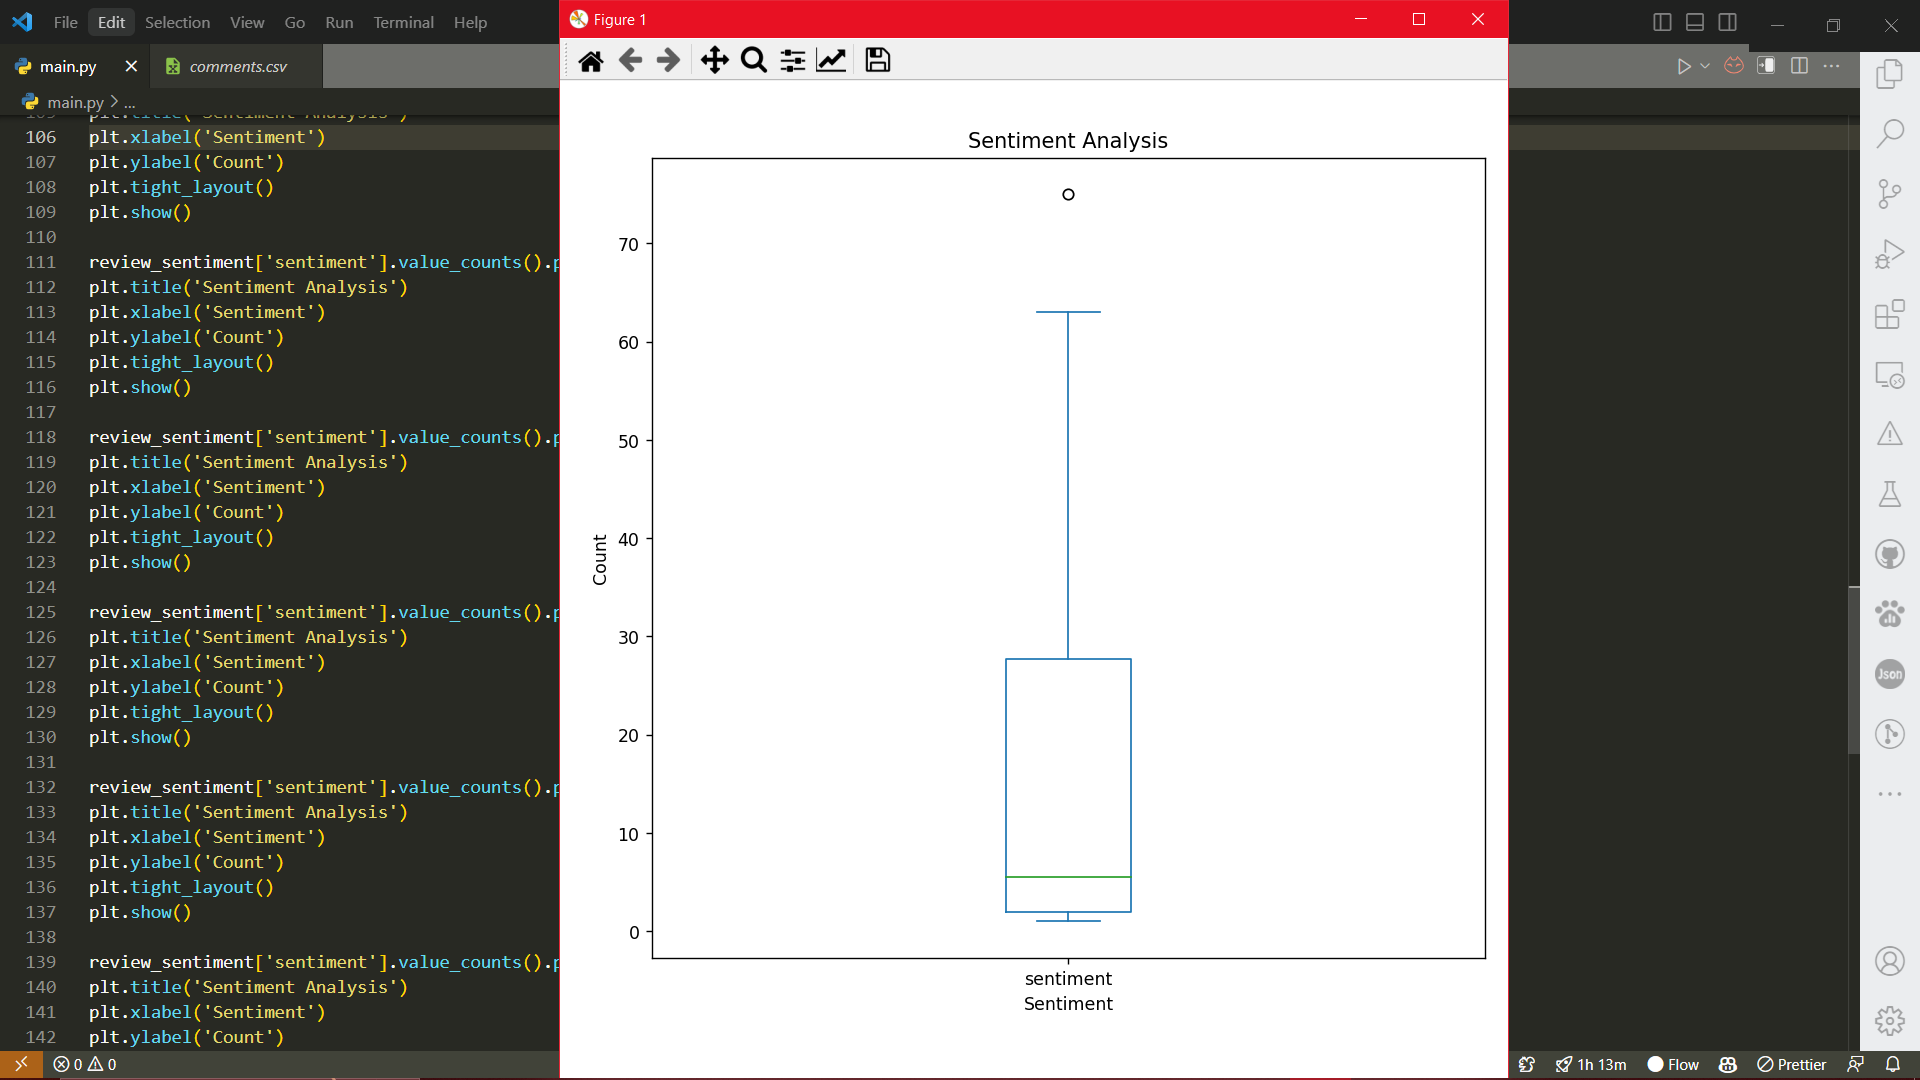 File Edit Selection View Go Run Terminal Help
main.py comments.csv
main.py > ...
106 plt.xlabel('Sentiment')
107 plt.ylabel('Count')
108 plt.tight_layout()
109 plt.show()
110
111 review_sentiment['sentiment'].value_counts().p
112 plt.title('Sentiment Analysis')
113 plt.xlabel('Sentiment')
114 plt.ylabel('Count')
115 plt.tight_layout()
116 plt.show()
117
118 review_sentiment['sentiment'].value_counts().p
119 plt.title('Sentiment Analysis')
120 plt.xlabel('Sentiment')
121 plt.ylabel('Count')
122 plt.tight_layout()
123 plt.show()
124
125 review_sentiment['sentiment'].value_counts().p
126 plt.title('Sentiment Analysis')
127 plt.xlabel('Sentiment')
128 plt.ylabel('Count')
129 plt.tight_layout()
130 plt.show()
131
132 review_sentiment['sentiment'].value_counts().p
133 plt.title('Sentiment Analysis')
134 plt.xlabel('Sentiment')
135 plt.ylabel('Count')
136 plt.tight_layout()
137 plt.show()
138
139 review_sentiment['sentiment'].value_counts().p
140 plt.title('Sentiment Analysis')
141 plt.xlabel('Sentiment')
142 plt.ylabel('Count')
Figure 1
Sentiment Analysis
70
60
50
40
30
20
10
0
Count
sentiment
Sentiment
Json
0 0
1h 13m Flow Prettier